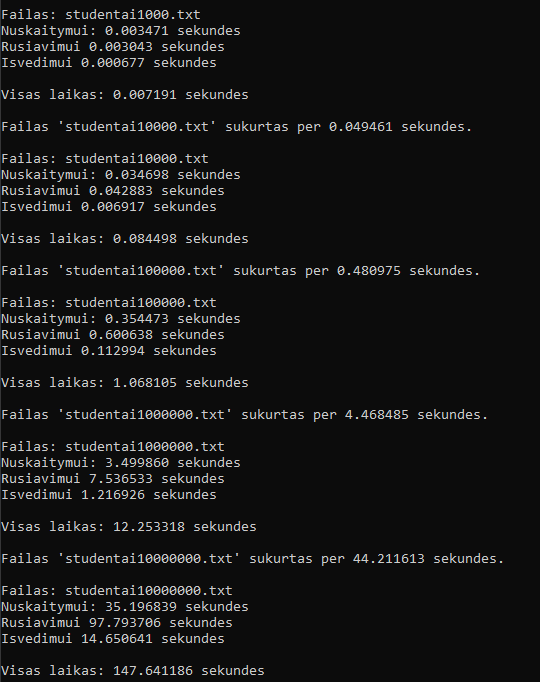 Failas: studentai1000.txt
Nuskaitymui: 0.003471 sekundes
Rusiavimui 0.003043 sekundes
Isvedimui 0.000677 sekundes
Visas laikas: 0.007191 sekundes
Failas 'studentai10000.txt' sukurtas per 0.049461 sekundes.
Failas: studentai10000.txt
Nuskaitymui: 0.034698 sekundes
Rusiavimui 0.042883 sekundes
Isvedimui 0.006917 sekundes
Visas laikas: 0.084498 sekundes
Failas 'studentai100000.txt' sukurtas per 0.480975 sekundes.
Failas: studentai100000.txt
Nuskaitymui: 0.354473 sekundes
Rusiavimui 0.600638 sekundes
Isvedimui 0.112994 sekundes
Visas laikas: 1.068105 sekundes
Failas 'studentai1000000.txt' sukurtas per 4.468485 sekundes.
Failas: studentai1000000.txt
Nuskaitymui: 3.499860 sekundes
Rusiavimui 7.536533 sekundes
Isvedimui 1.216926 sekundes
Visas laikas: 12.253318 sekundes
Failas 'studentai10000000.txt' sukurtas per 44.211613 sekundes.
Failas: studentai10000000.txt
Nuskaitymui: 35.196839 sekundes
Rusiavimui 97.793706 sekundes
Isvedimui 14.650641 sekundes
Visas laikas: 147.641186 sekundes